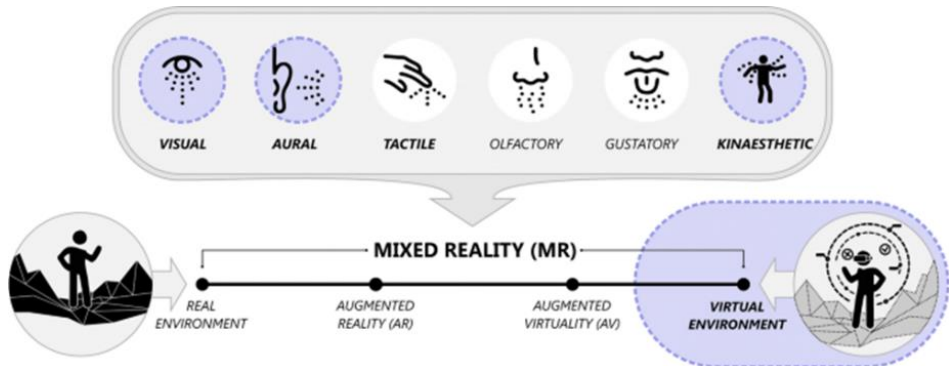 VISUAL
AURAL
TACTILE
OLFACTORY
GUSTATORY
KINAESTHETIC
MIXED REALITY (MR)
REAL
ENVIRONMENT
AUGMENTED
REALITY (AR)
AUGMENTED
VIRTUALITY (AV)
VIRTUAL
ENVIRONMENT